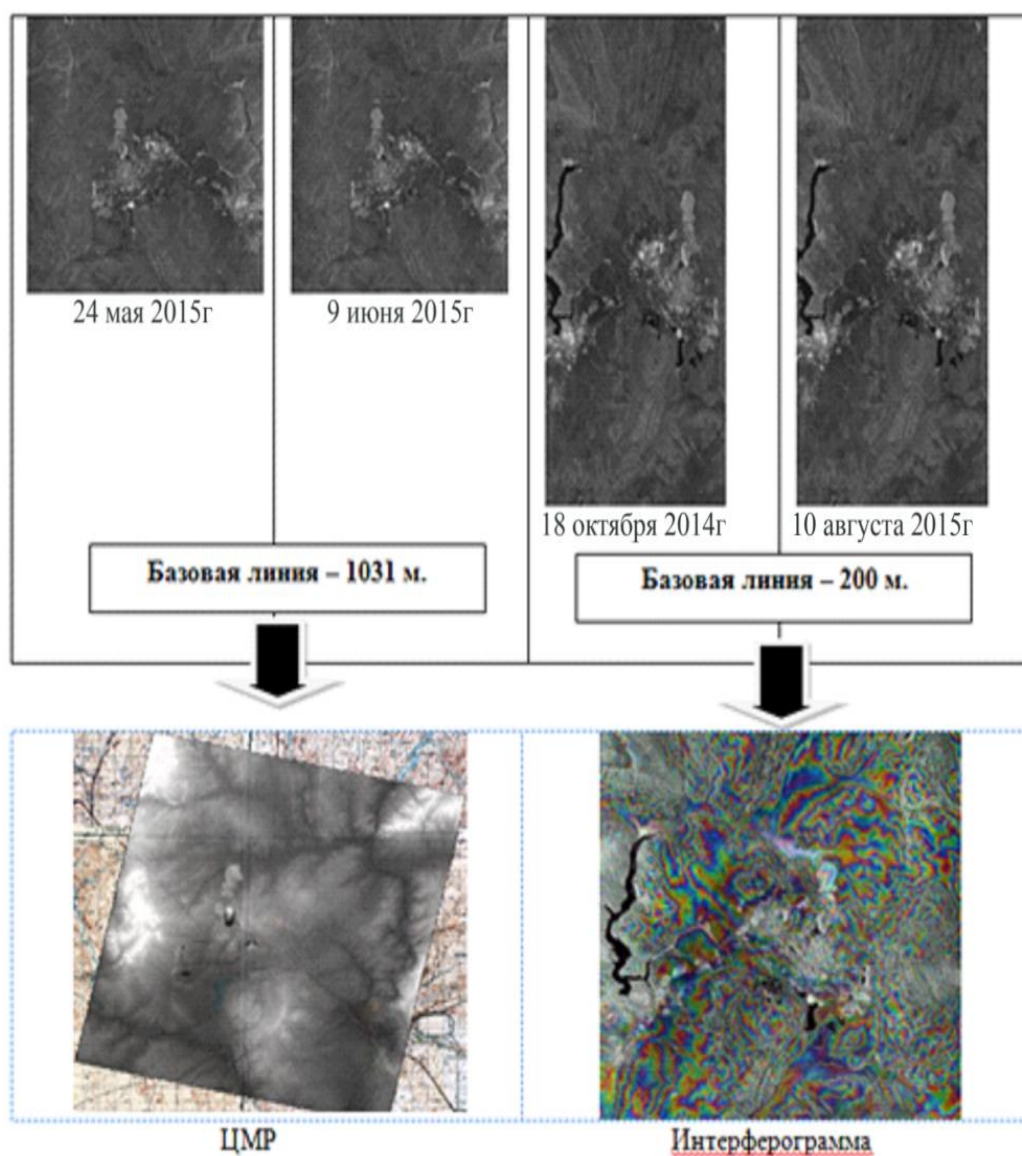 24 мая 2015г
9 июня 2015г
18 октября 2014г
10 августа 2015г
Базовая линия – 1031 м.
Базовая линия – 200 м.
ЦМР
Интерферограмма